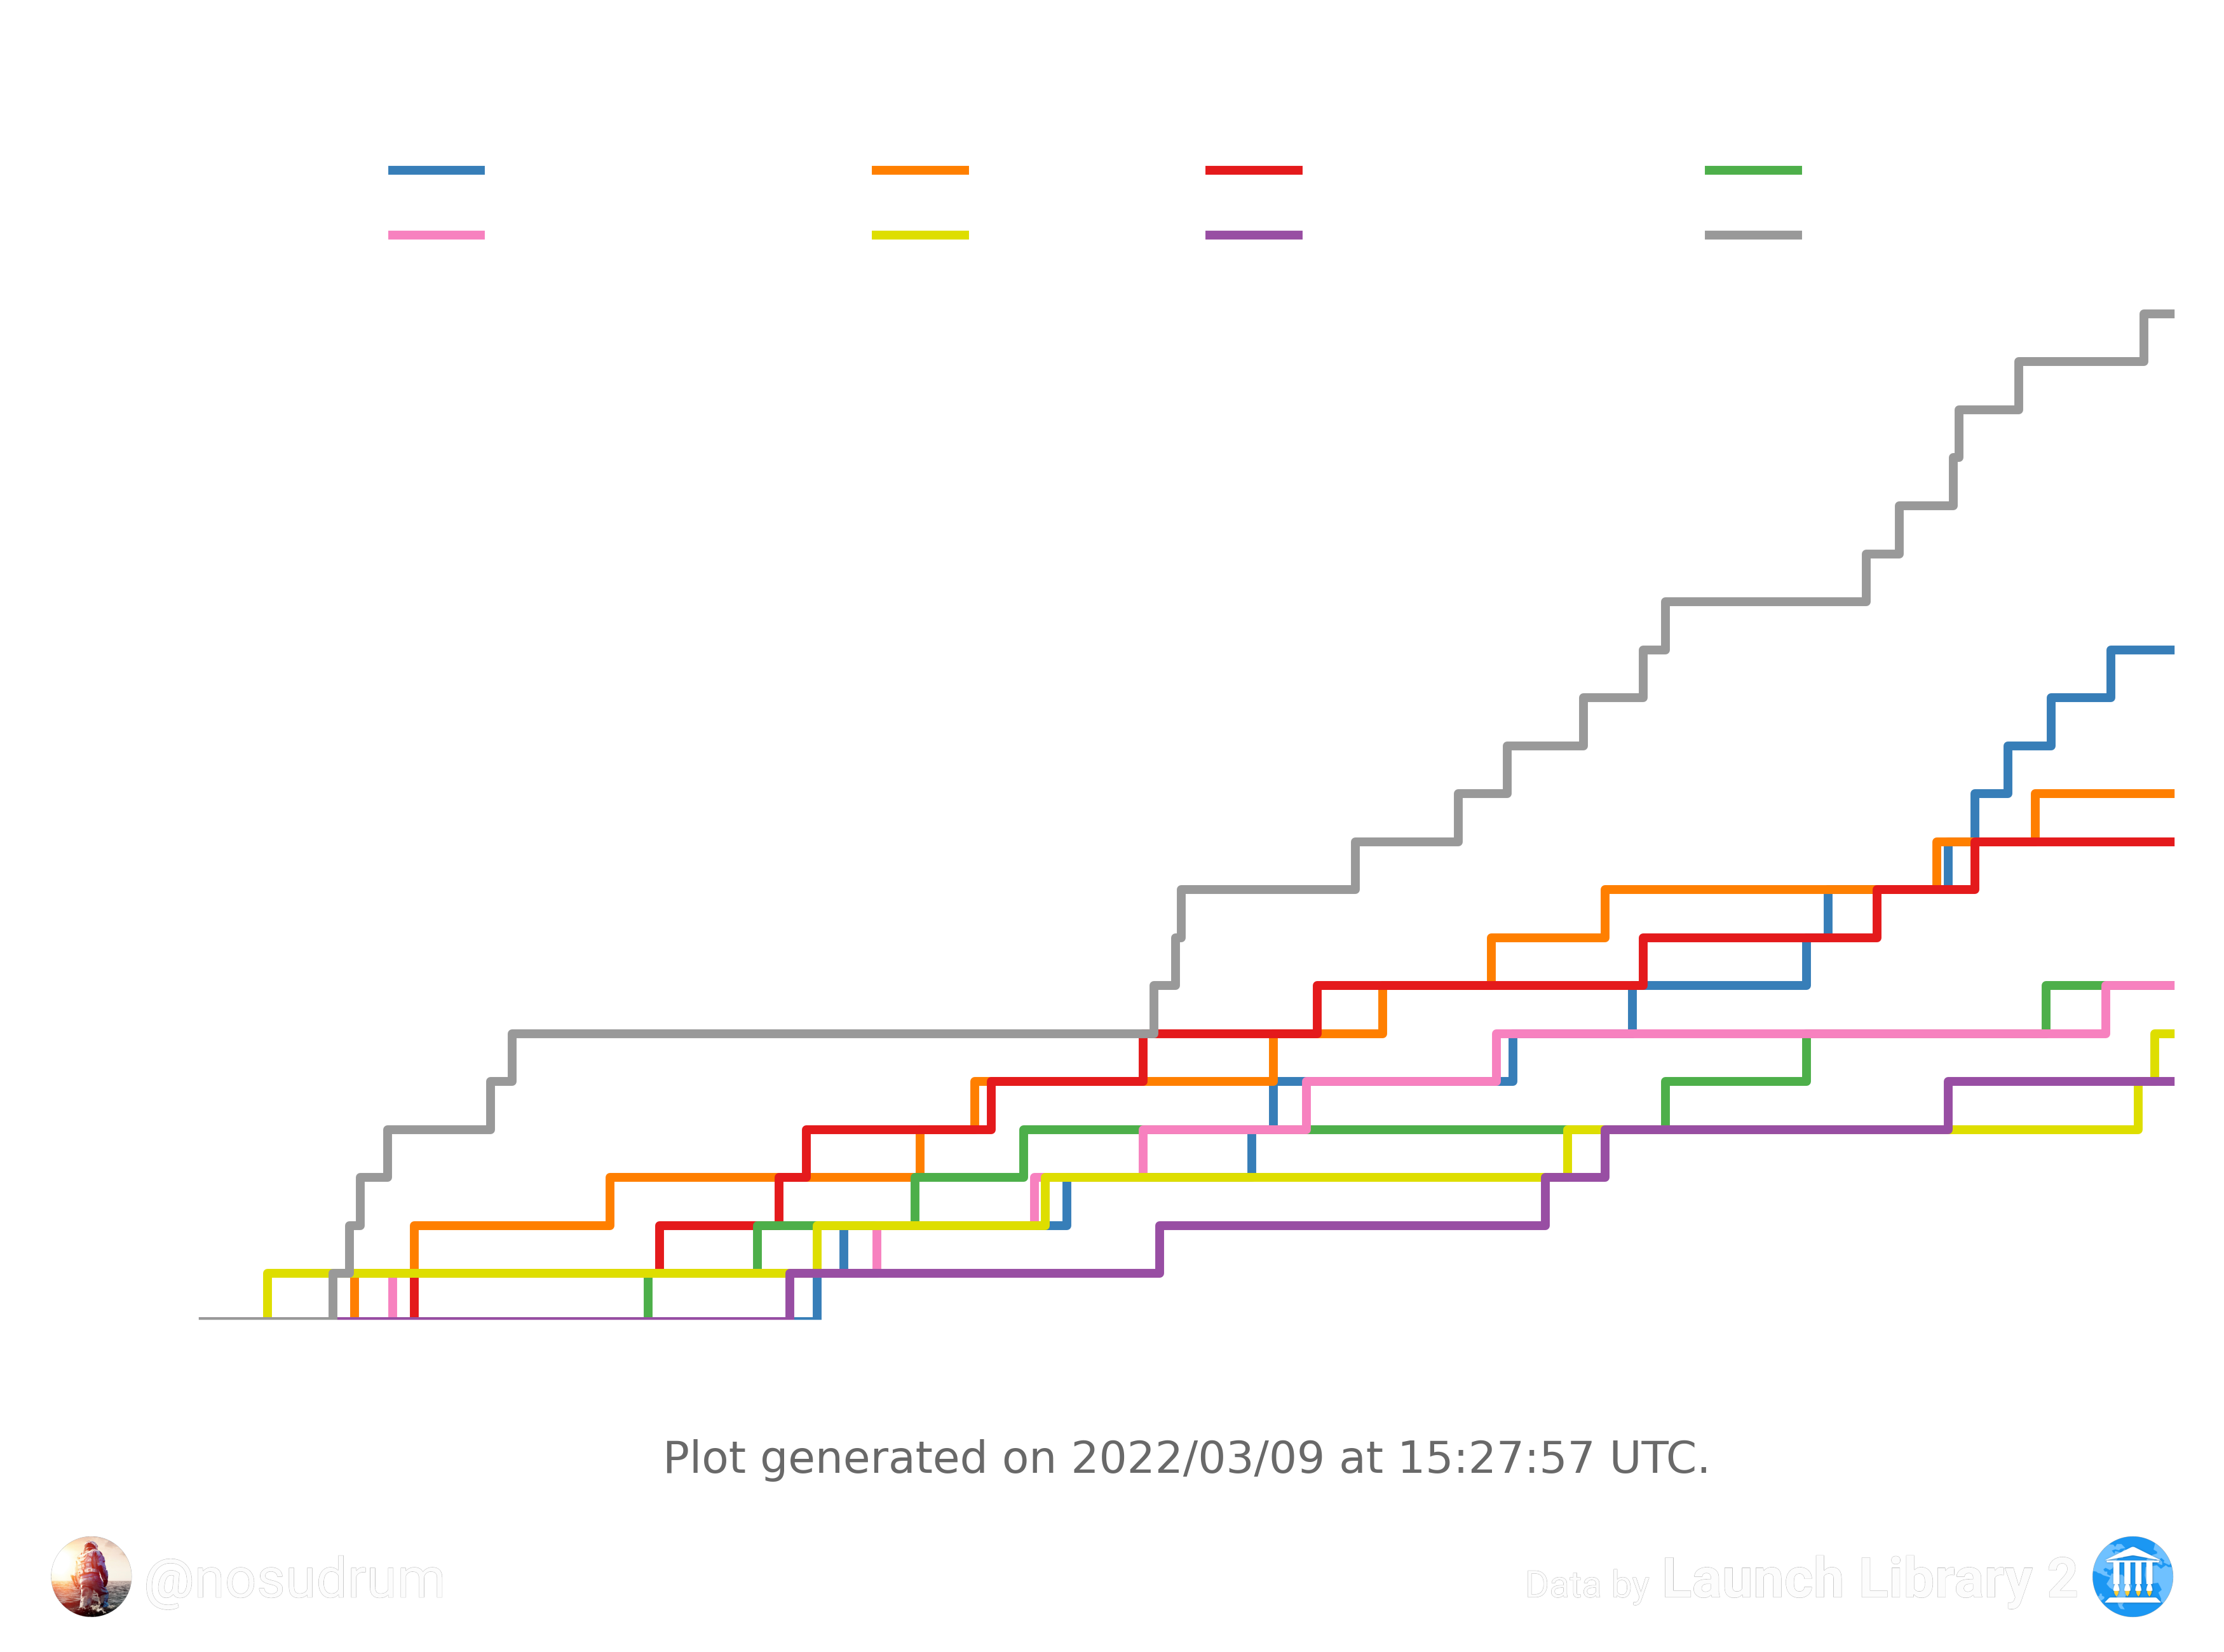 Plot generated on 2022/03/09 at 15:27:57 UTC.
@nosudrum
Data by Launch Library 2